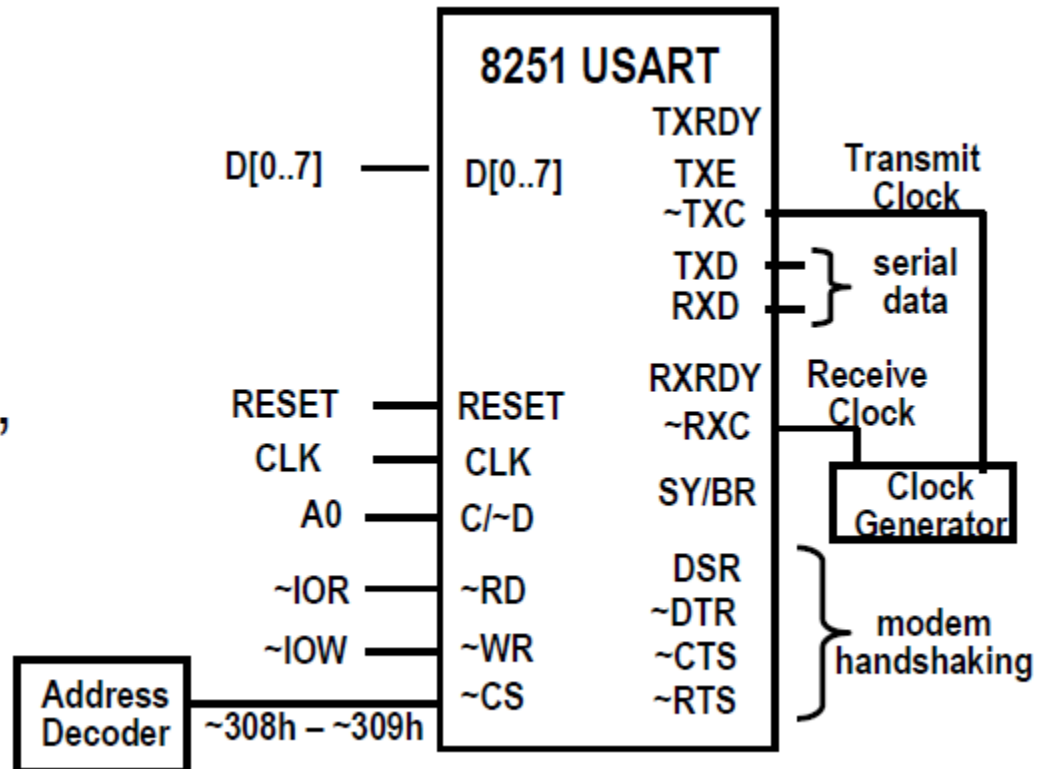 8251 USART
TXRDY
D[0..7]
D[0..7]
TXE
Transmit
Clock
~TXC
TXD
RXD
serial
data
RXRDY
Receive
Clock
,
RESET
RESET
~RXC
CLK
CLK
SY/BR
Clock
Generator
A0
C/~D
DSR
~IOR
~RD
~DTR
modem
handshaking
~IOW
~WR
~CTS
Address
Decoder
~308h – ~309h
~CS
~RTS